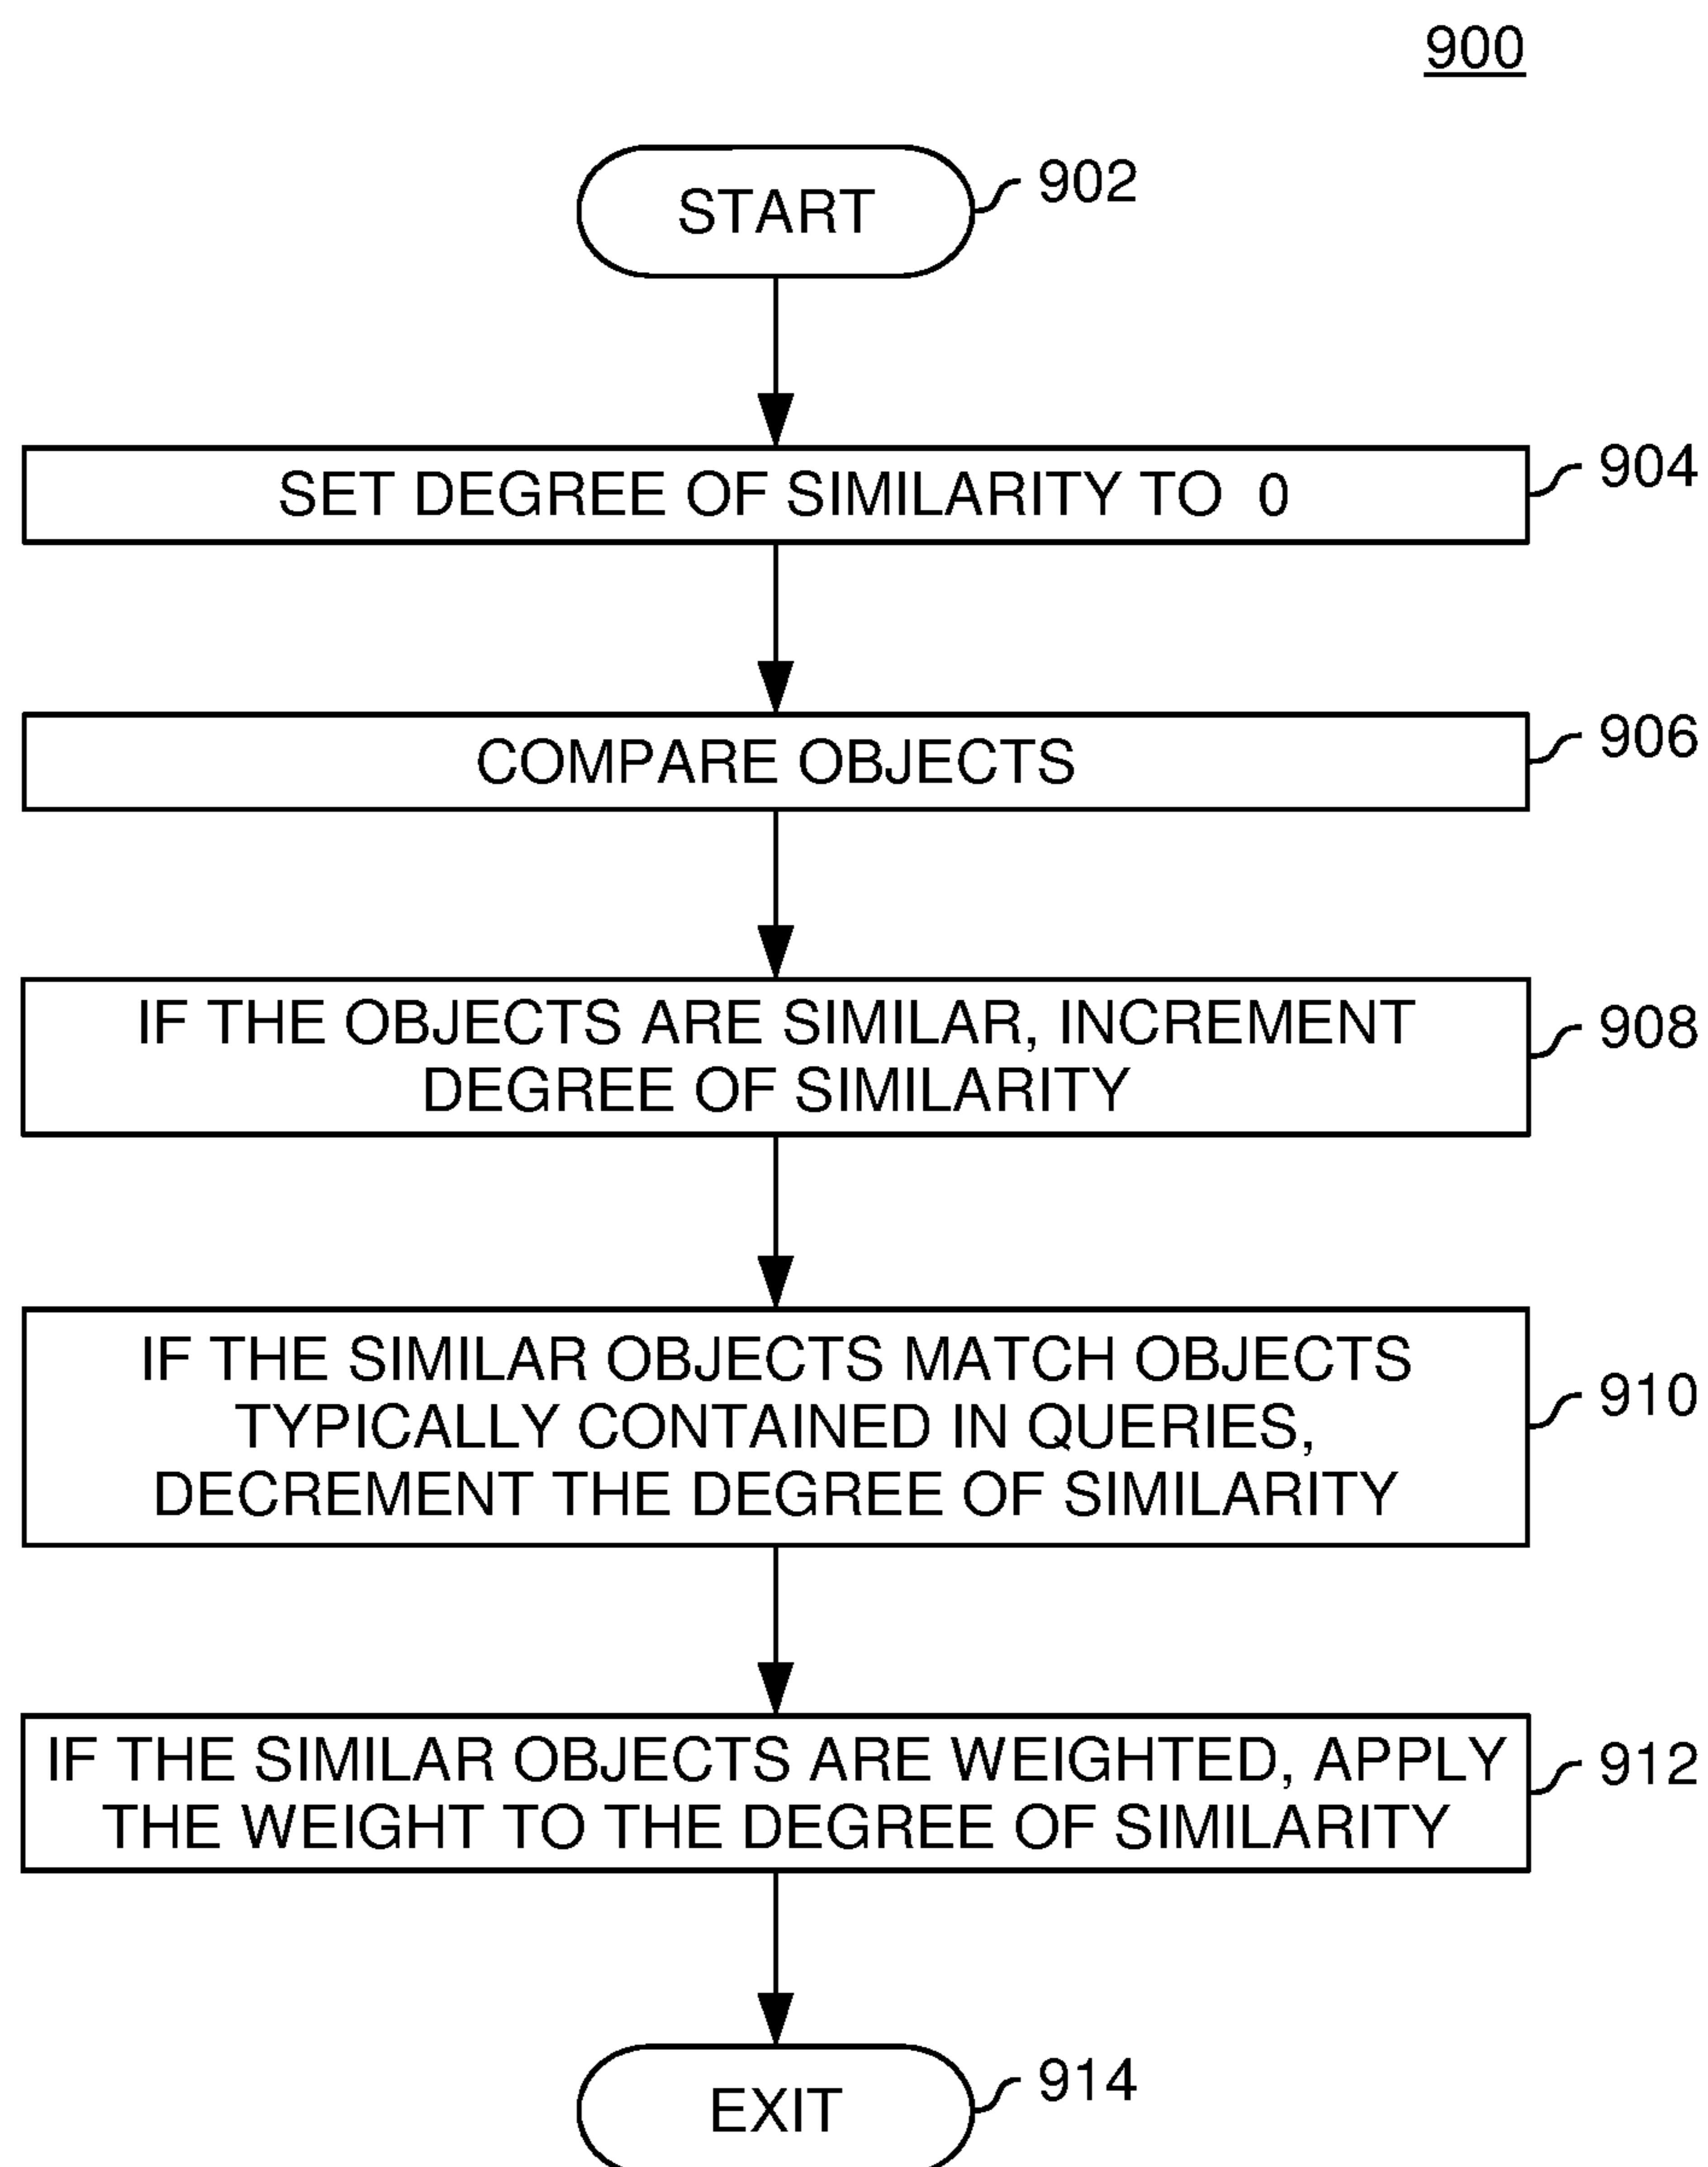 900
START
902
SET DEGREE OF SIMILARITY TO 0
904
COMPARE OBJECTS
906
IF THE OBJECTS ARE SIMILAR, INCREMENT
DEGREE OF SIMILARITY
908
IF THE SIMILAR OBJECTS MATCH OBJECTS
TYPICALLY CONTAINED IN QUERIES,
DECREMENT THE DEGREE OF SIMILARITY
910
IF THE SIMILAR OBJECTS ARE WEIGHTED, APPLY
THE WEIGHT TO THE DEGREE OF SIMILARITY
912
EXIT
914